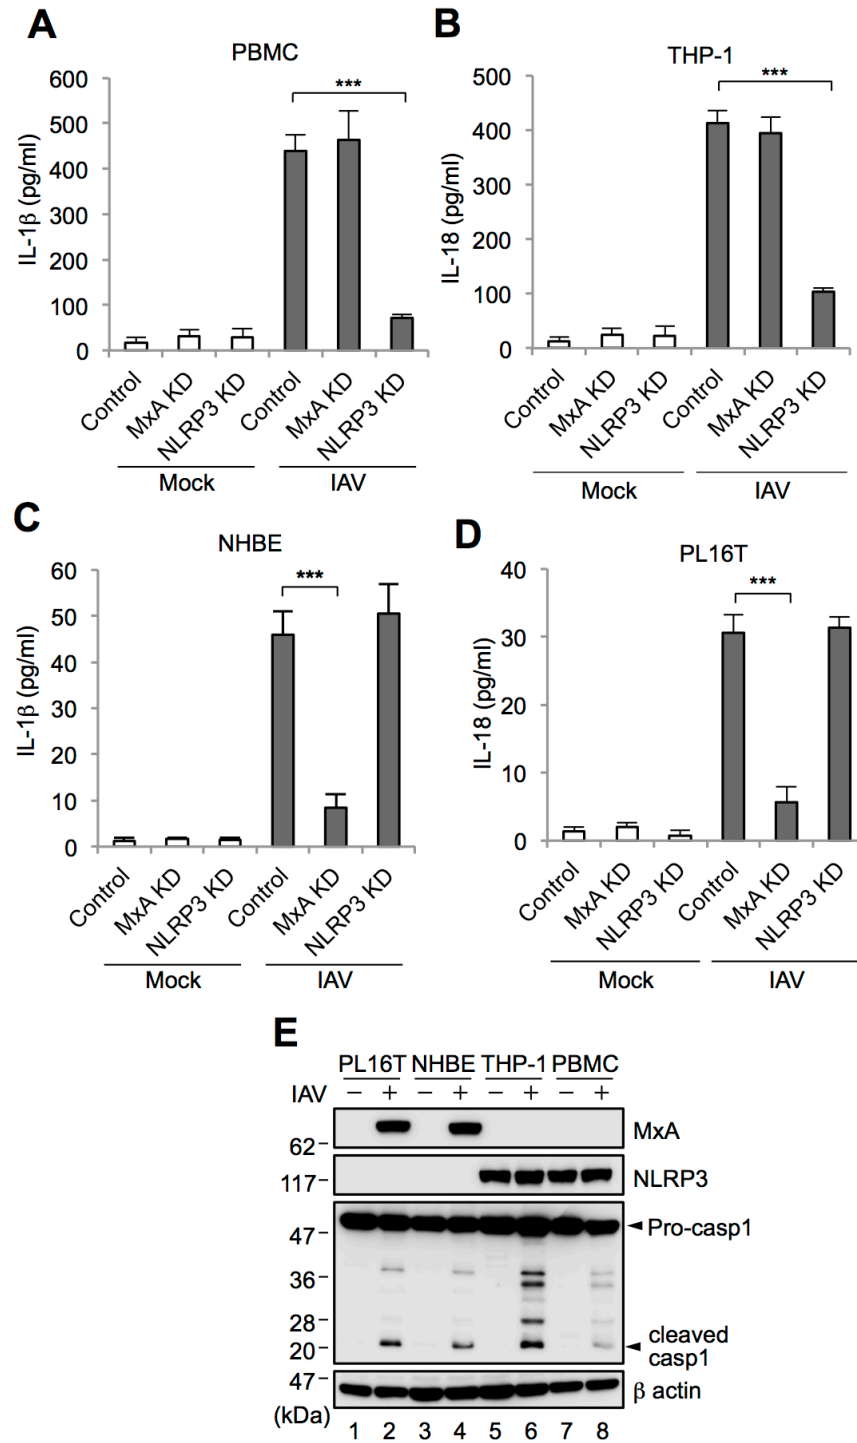 A
PBMC
IL-1β (pg/ml)
600
500
400
300
200
100
0
***
Control
MxA KD
NLRP3 KD
Control
MxA KD
NLRP3 KD
Mock
IAV
B
THP-1
IL-18 (pg/ml)
500
400
300
200
100
0
***
Control
MxA KD
NLRP3 KD
Control
MxA KD
NLRP3 KD
Mock
IAV
C
NHBE
IL-1β (pg/ml)
60
50
40
30
20
10
0
***
Control
MxA KD
NLRP3 KD
Control
MxA KD
NLRP3 KD
Mock
IAV
D
PL16T
IL-18 (pg/ml)
40
30
20
10
0
***
Control
MxA KD
NLRP3 KD
Control
MxA KD
NLRP3 KD
Mock
IAV
E
PL16T NHBE THP-1 PBMC
IAV − + − + − + − +
62 MxA
117 NLRP3
47 Pro-casp1
36
28
20 cleaved
casp1
47 β actin
(kDa) 1 2 3 4 5 6 7 8